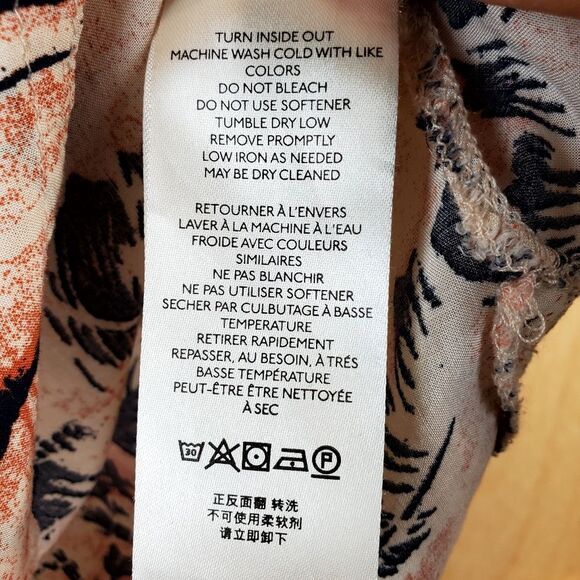 TURN INSIDE OUT
MACHINE WASH COLD WITH LIKE
COLORS
DO NOT BLEACH
DO NOT USE SOFTENER
TUMBLE DRY LOW
REMOVE PROMPTLY
LOW IRON AS NEEDED
MAY BE DRY CLEANED
RETOURNER À L'ENVERS
LAVER À LA MACHINE À L'EAU
FROIDE AVEC COULEURS
SIMILAIRES
NE PAS BLANCHIR
NE PAS UTILISER SOFTENER
SECHER PAR CULBUTAGE À BASSE
TEMPERATURE
RETIRER RAPIDEMENT
REPASSER, AU BESOIN, À TRÉS
BASSE TEMPÉRATURE
PEUT-ÊTRE ÊTRE NETTOYÉE
À SEC
30 P
正反面翻 转洗
不可使用柔软剂
请立即卸下